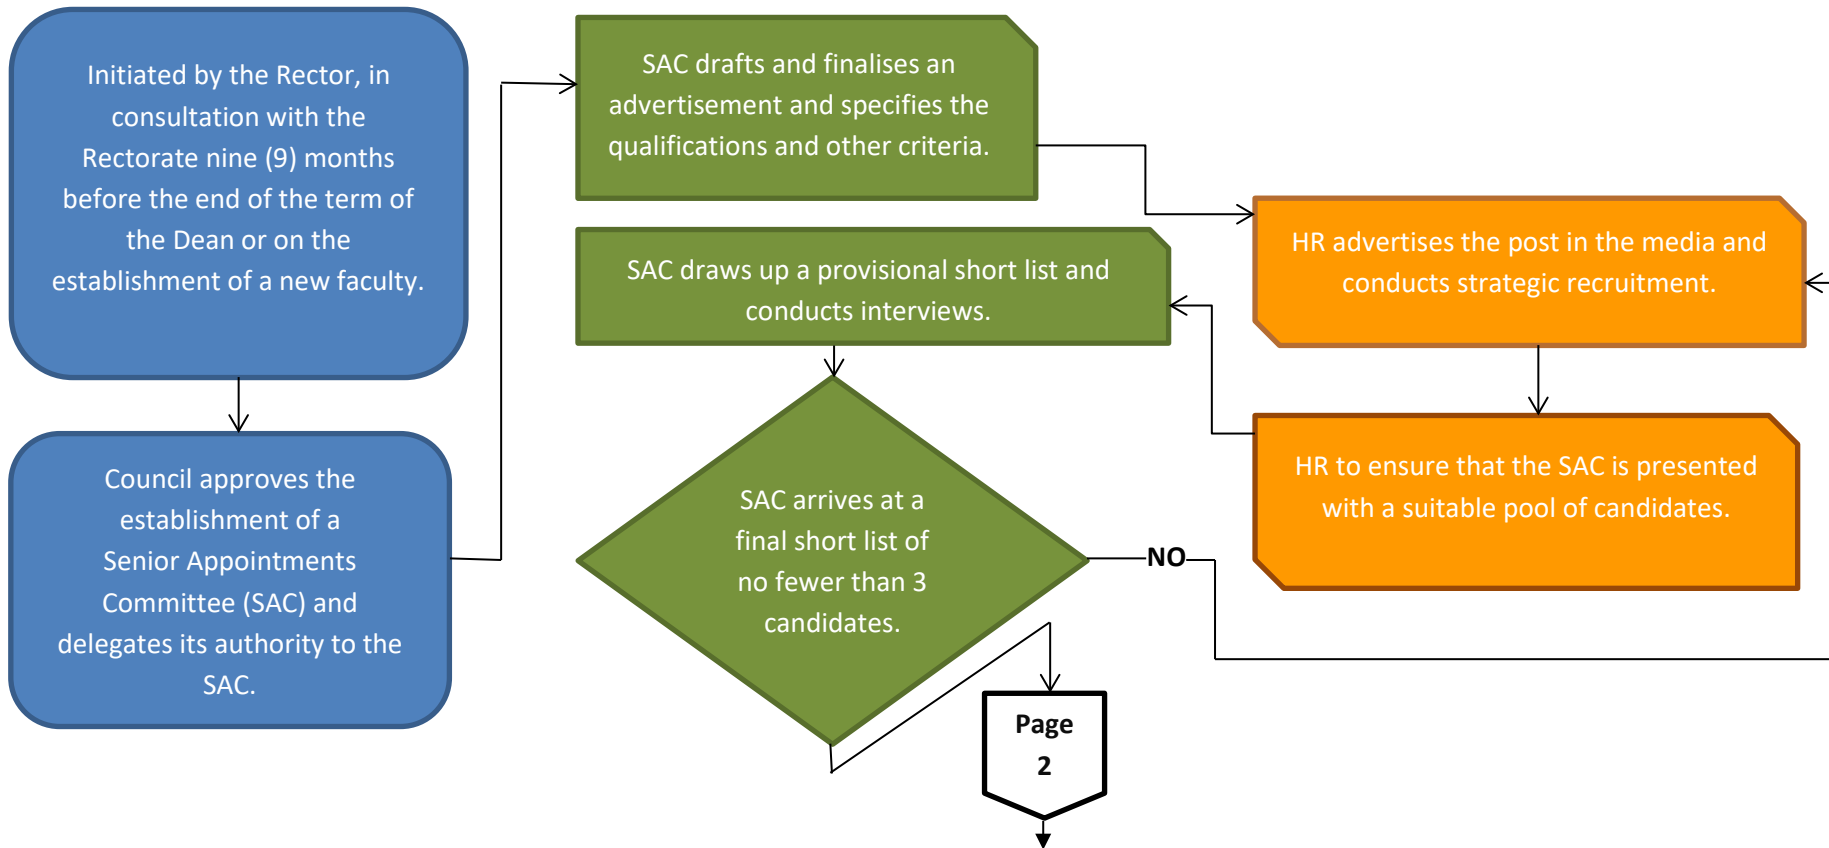 Initiated by the Rector, in
consultation with the
Rectorate nine (9) months
before the end of the term of
the Dean or on the
establishment of a new faculty.
Council approves the
establishment of a
Senior Appointments
Committee (SAC) and
delegates its authority to the
SAC.
SAC drafts and finalises an
advertisement and specifies the
qualifications and other criteria.
HR advertises the post in the media and
conducts strategic recruitment.
HR to ensure that the SAC is presented
with a suitable pool of candidates.
SAC draws up a provisional short list and
conducts interviews.
SAC arrives at a
final short list of
no fewer than 3
candidates.
NO
Page
2